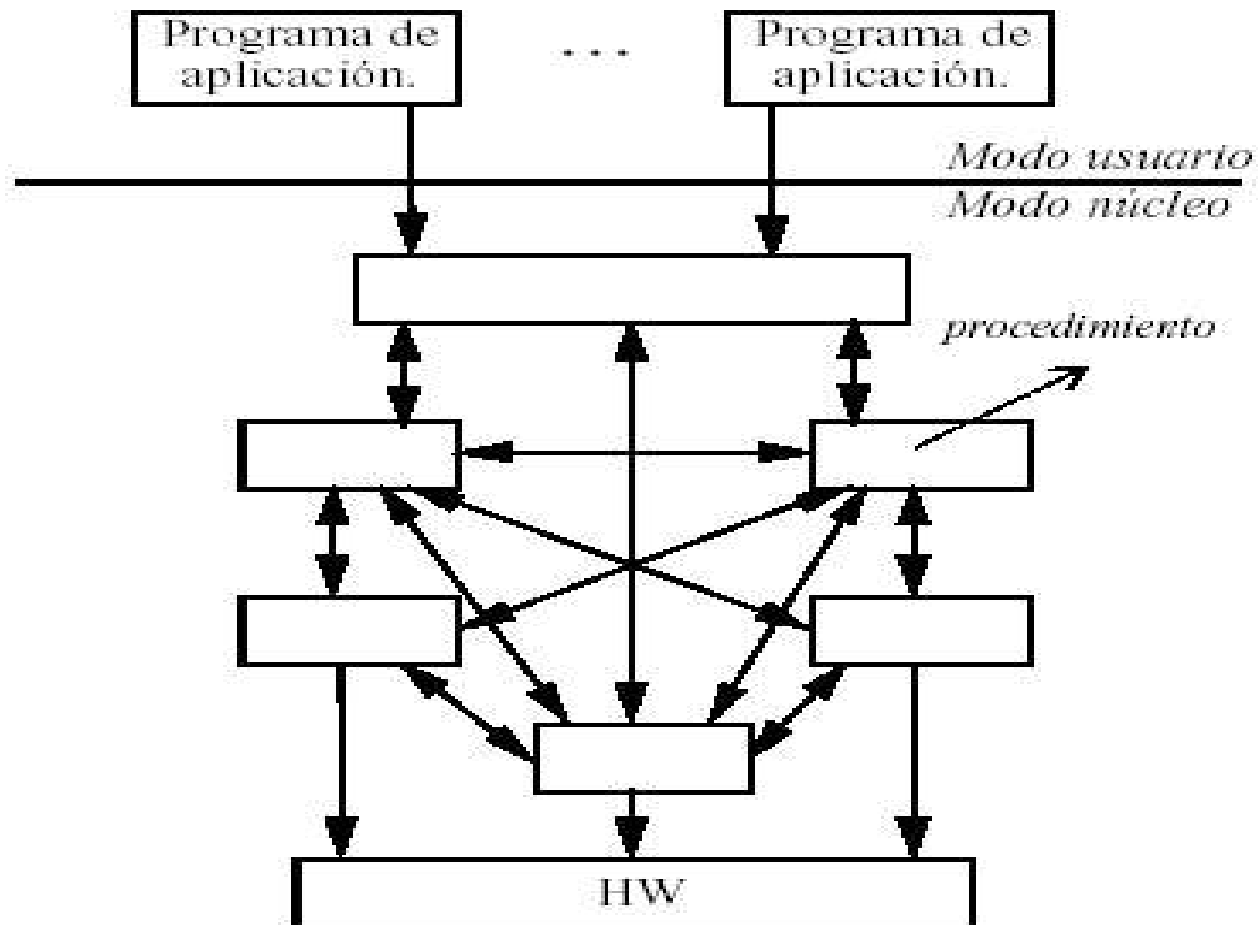 Programa de
aplicación.
...
Programa de
aplicación.
Modo usuario
Modo núcleo
procedimiento
HW